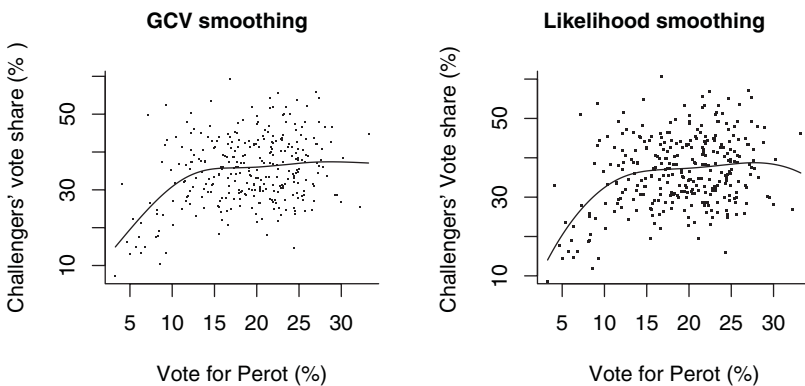 GCV smoothing
Challengers' vote share (% )
50
30
10
5 10 15 20 25 30
Vote for Perot (%)
Likelihood smoothing
Challengers' Vote share (%)
50
30
10
5 10 15 20 25 30
Vote for Perot (%)